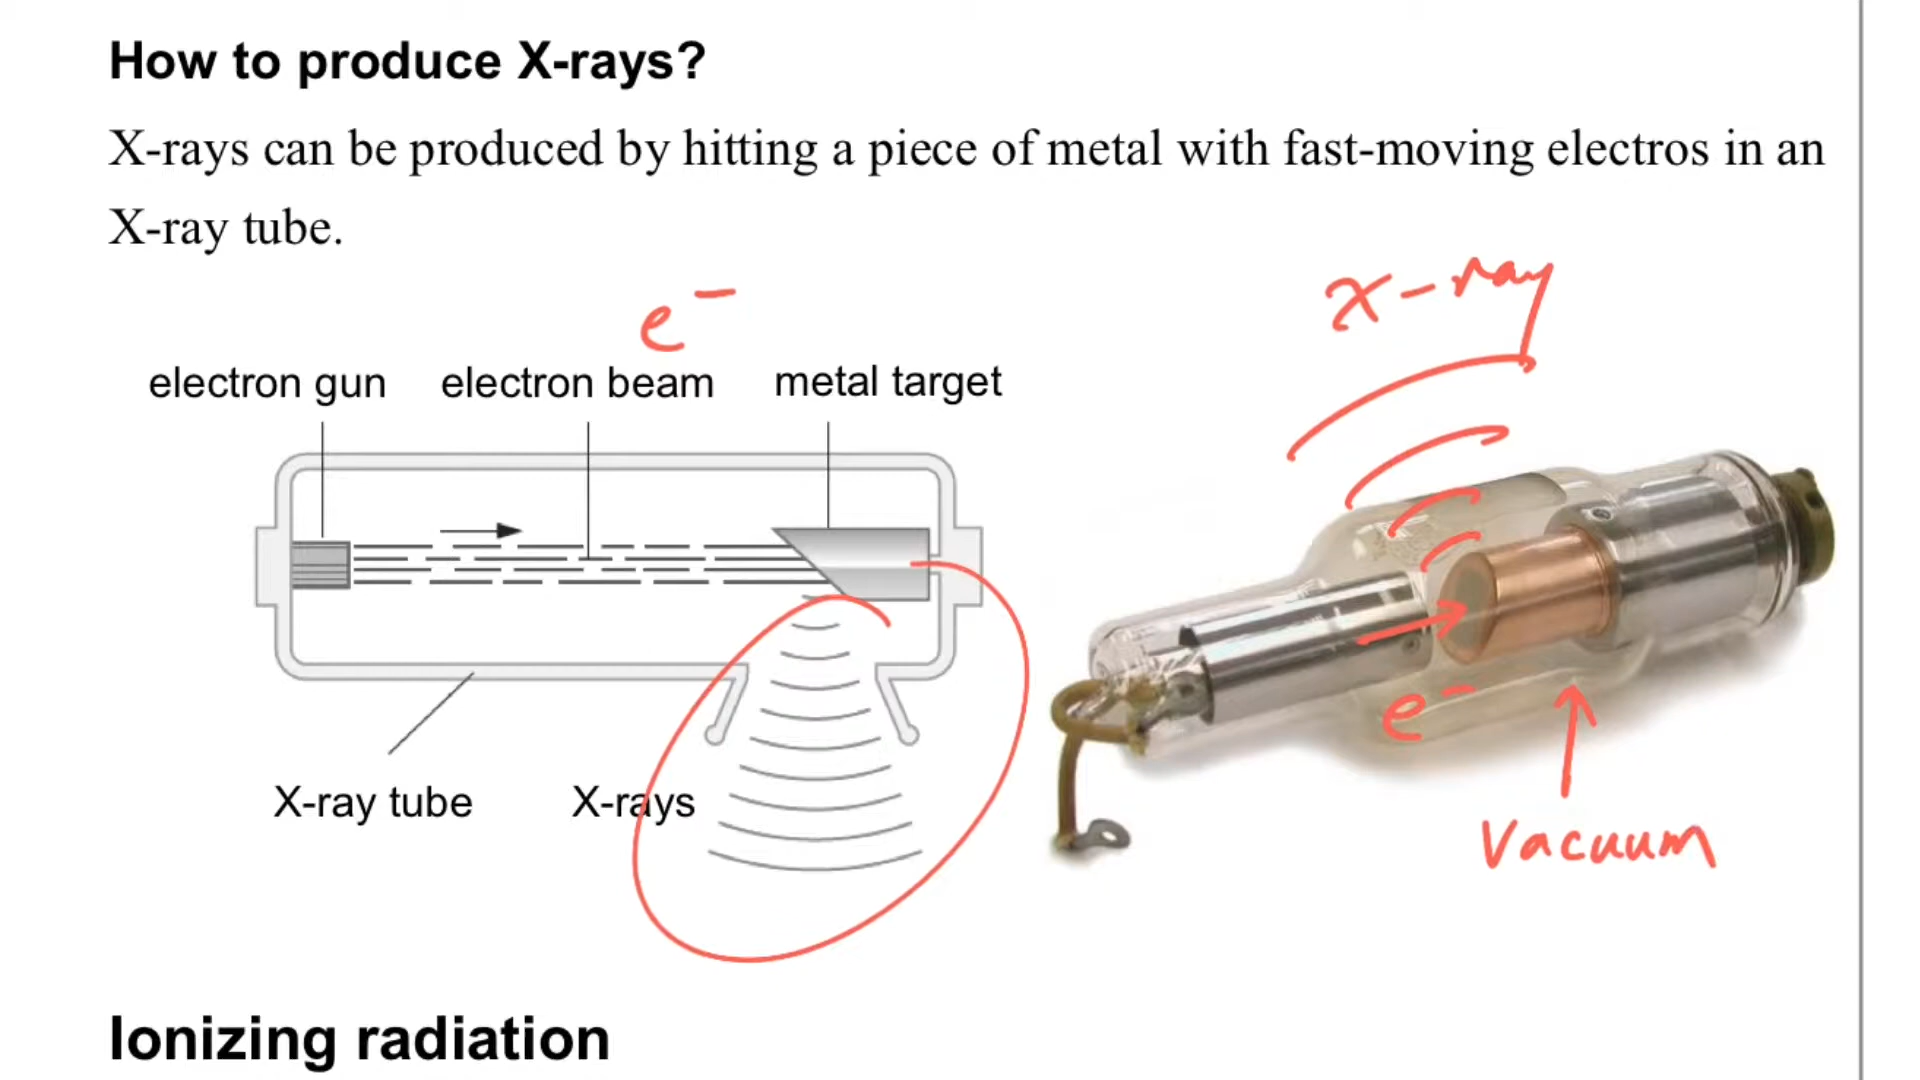 How to produce X-rays?
X-rays can be produced by hitting a piece of metal with fast-moving electros in an
X-ray tube.
x-ray
e⁻
electron gun electron beam metal target
e⁻
X-ray tube X-rays
Vacuum
Ionizing radiation